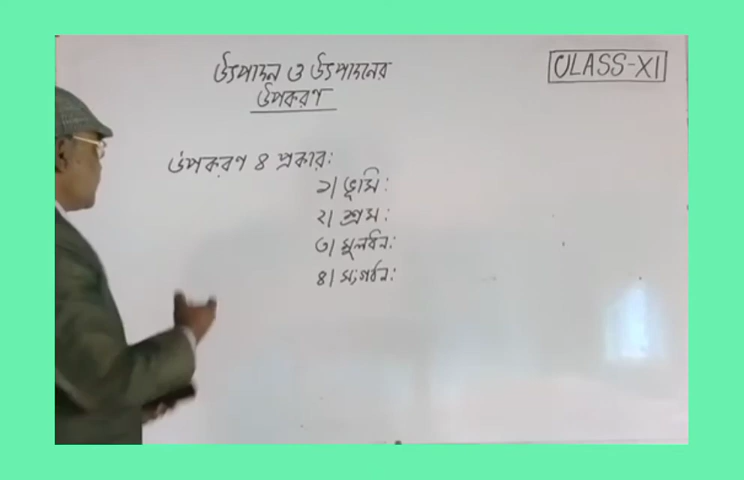 উৎপাদন ও উৎপাদনের
উপকরণ
CLASS-XI
উপকরণ ৪ প্রকার:
১। ভূমি:
২। শ্রম:
৩। মূলধন:
৪। সংগঠন: